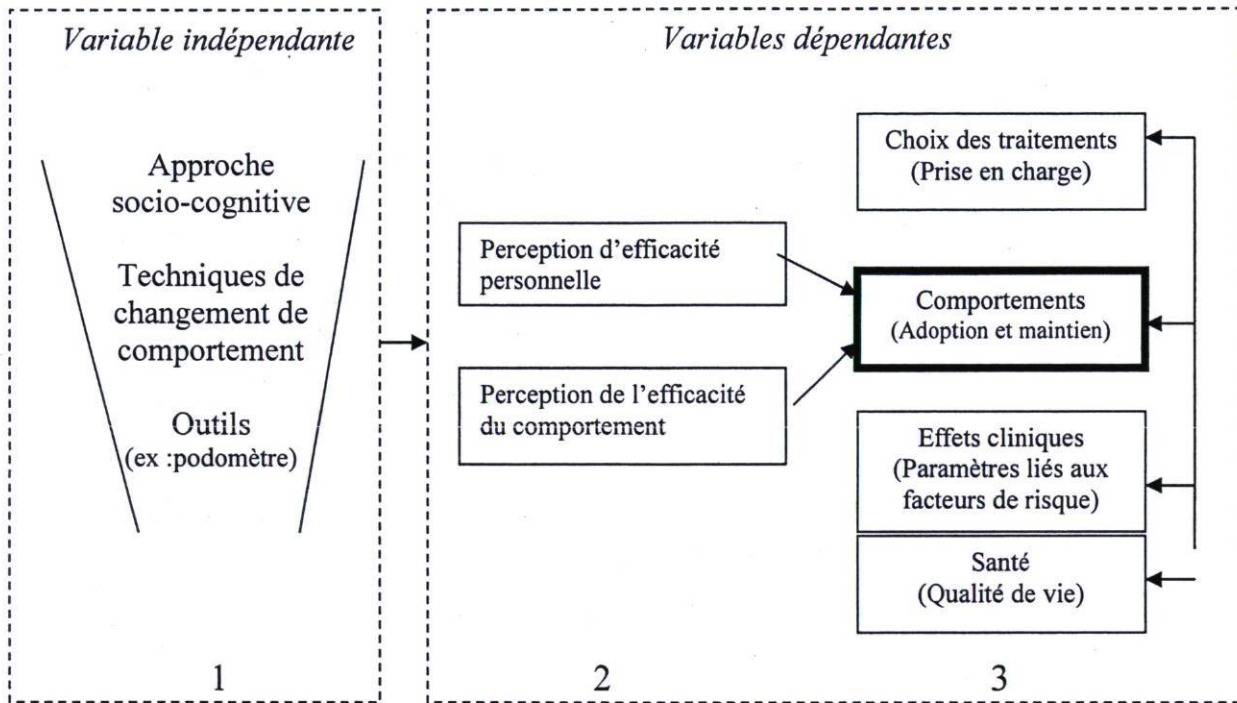 Variable indépendante
Approche
socio-cognitive
Techniques de
changement de
comportement
Outils
(ex :podomètre)
1
Variables dépendantes
Perception d’efficacité
personnelle
Perception de l’efficacité
du comportement
2
Choix des traitements
(Prise en charge)
Comportements
(Adoption et maintien)
Effets cliniques
(Paramètres liés aux
facteurs de risque)
Santé
(Qualité de vie)
3